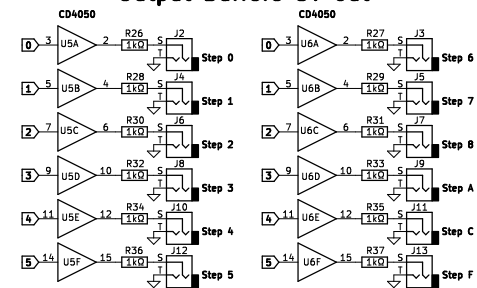 CD4050 CD4050
0 3 U5A 2 R26 1kΩ S T J2 Step 0
0 3 U6A 2 R27 1kΩ S T J3 Step 6
1 5 U5B 4 R28 1kΩ S T J4 Step 1
1 5 U6B 4 R29 1kΩ S T J5 Step 7
2 7 U5C 6 R30 1kΩ S T J6 Step 2
2 7 U6C 6 R31 1kΩ S T J7 Step 8
3 9 U5D 10 R32 1kΩ S T J8 Step 3
3 9 U6D 10 R33 1kΩ S T J9 Step A
4 11 U5E 12 R34 1kΩ S T J10 Step 4
4 11 U6E 12 R35 1kΩ S T J11 Step C
5 14 U5F 15 R36 1kΩ S T J12 Step 5
5 14 U6F 15 R37 1kΩ S T J13 Step F